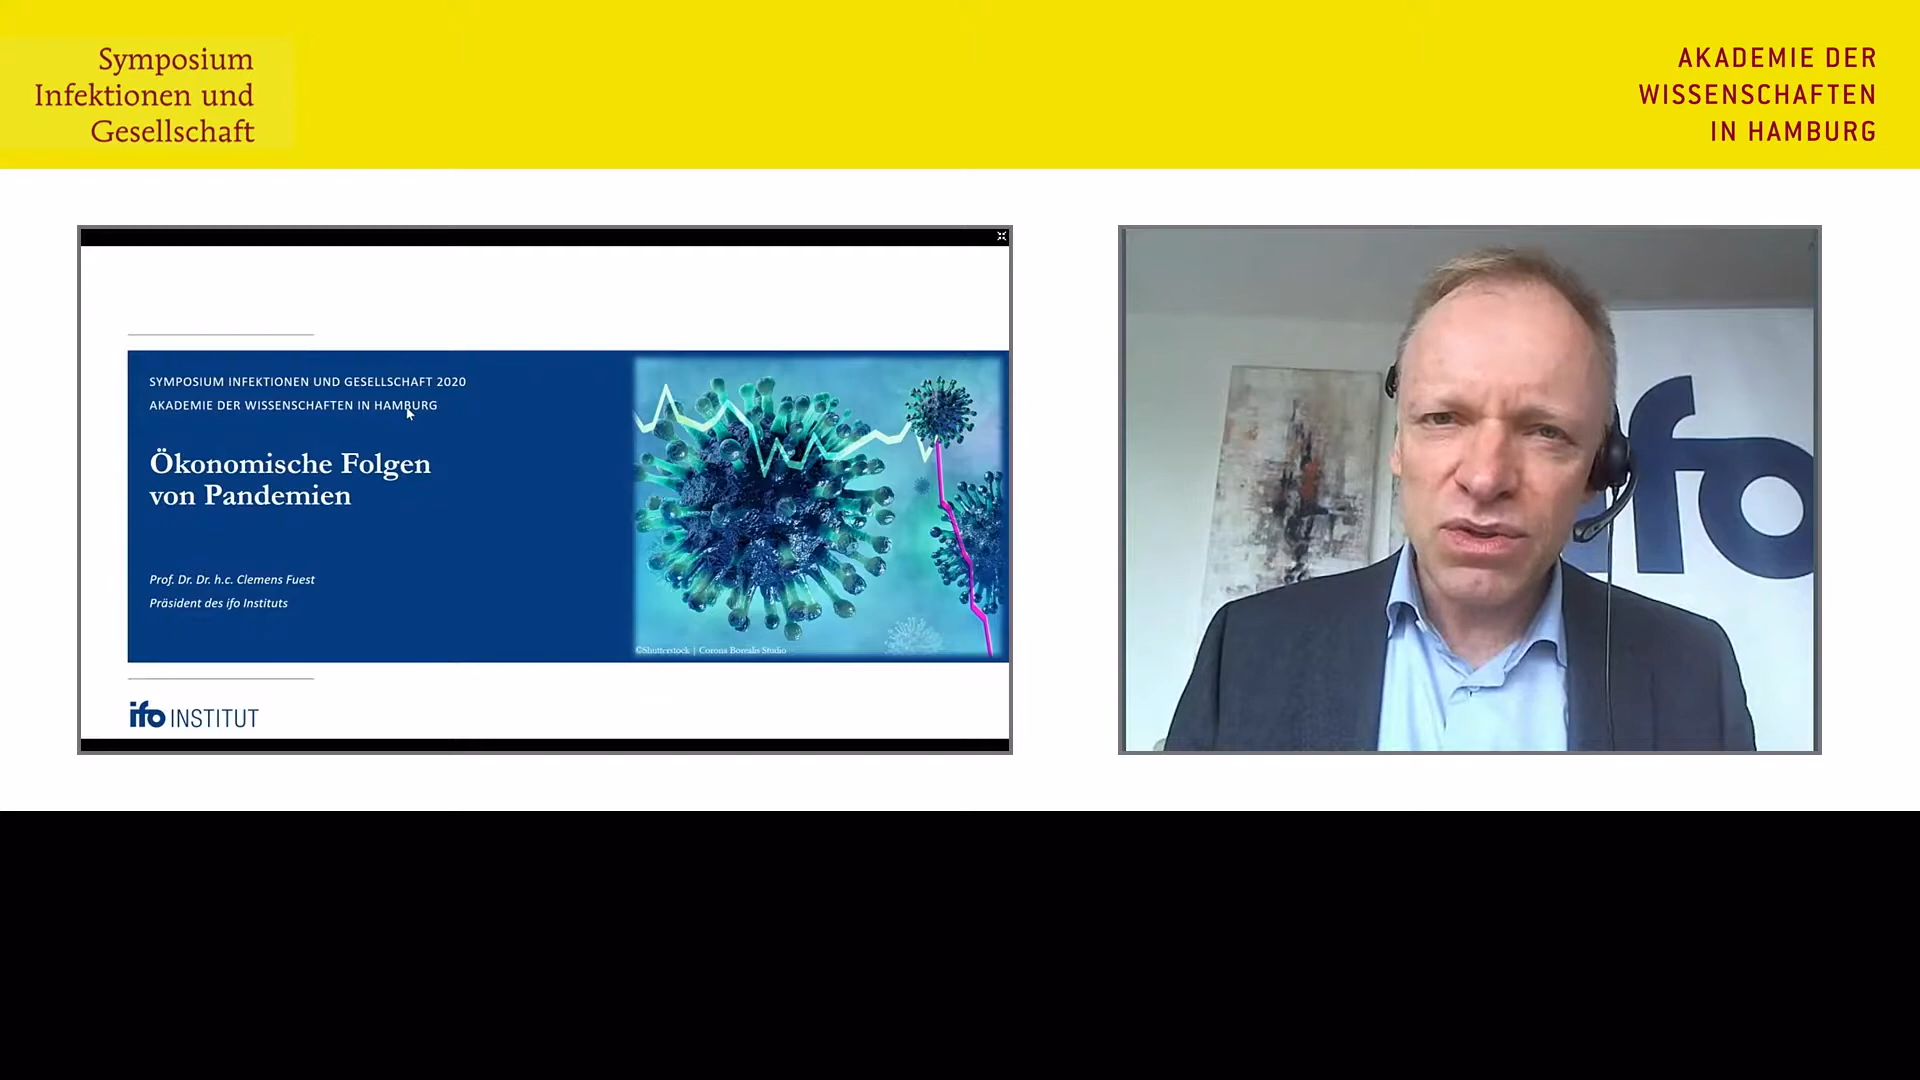 Symposium
Infektionen und
Gesellschaft
AKADEMIE DER
WISSENSCHAFTEN
IN HAMBURG
SYMPOSIUM INFEKTIONEN UND GESELLSCHAFT 2020
AKADEMIE DER WISSENSCHAFTEN IN HAMBURG
Ökonomische Folgen
von Pandemien
Prof. Dr. Dr. h.c. Clemens Fuest
Präsident des ifo Instituts
©Shutterstock | Corona Borealis Studio
ifo INSTITUT
ifo